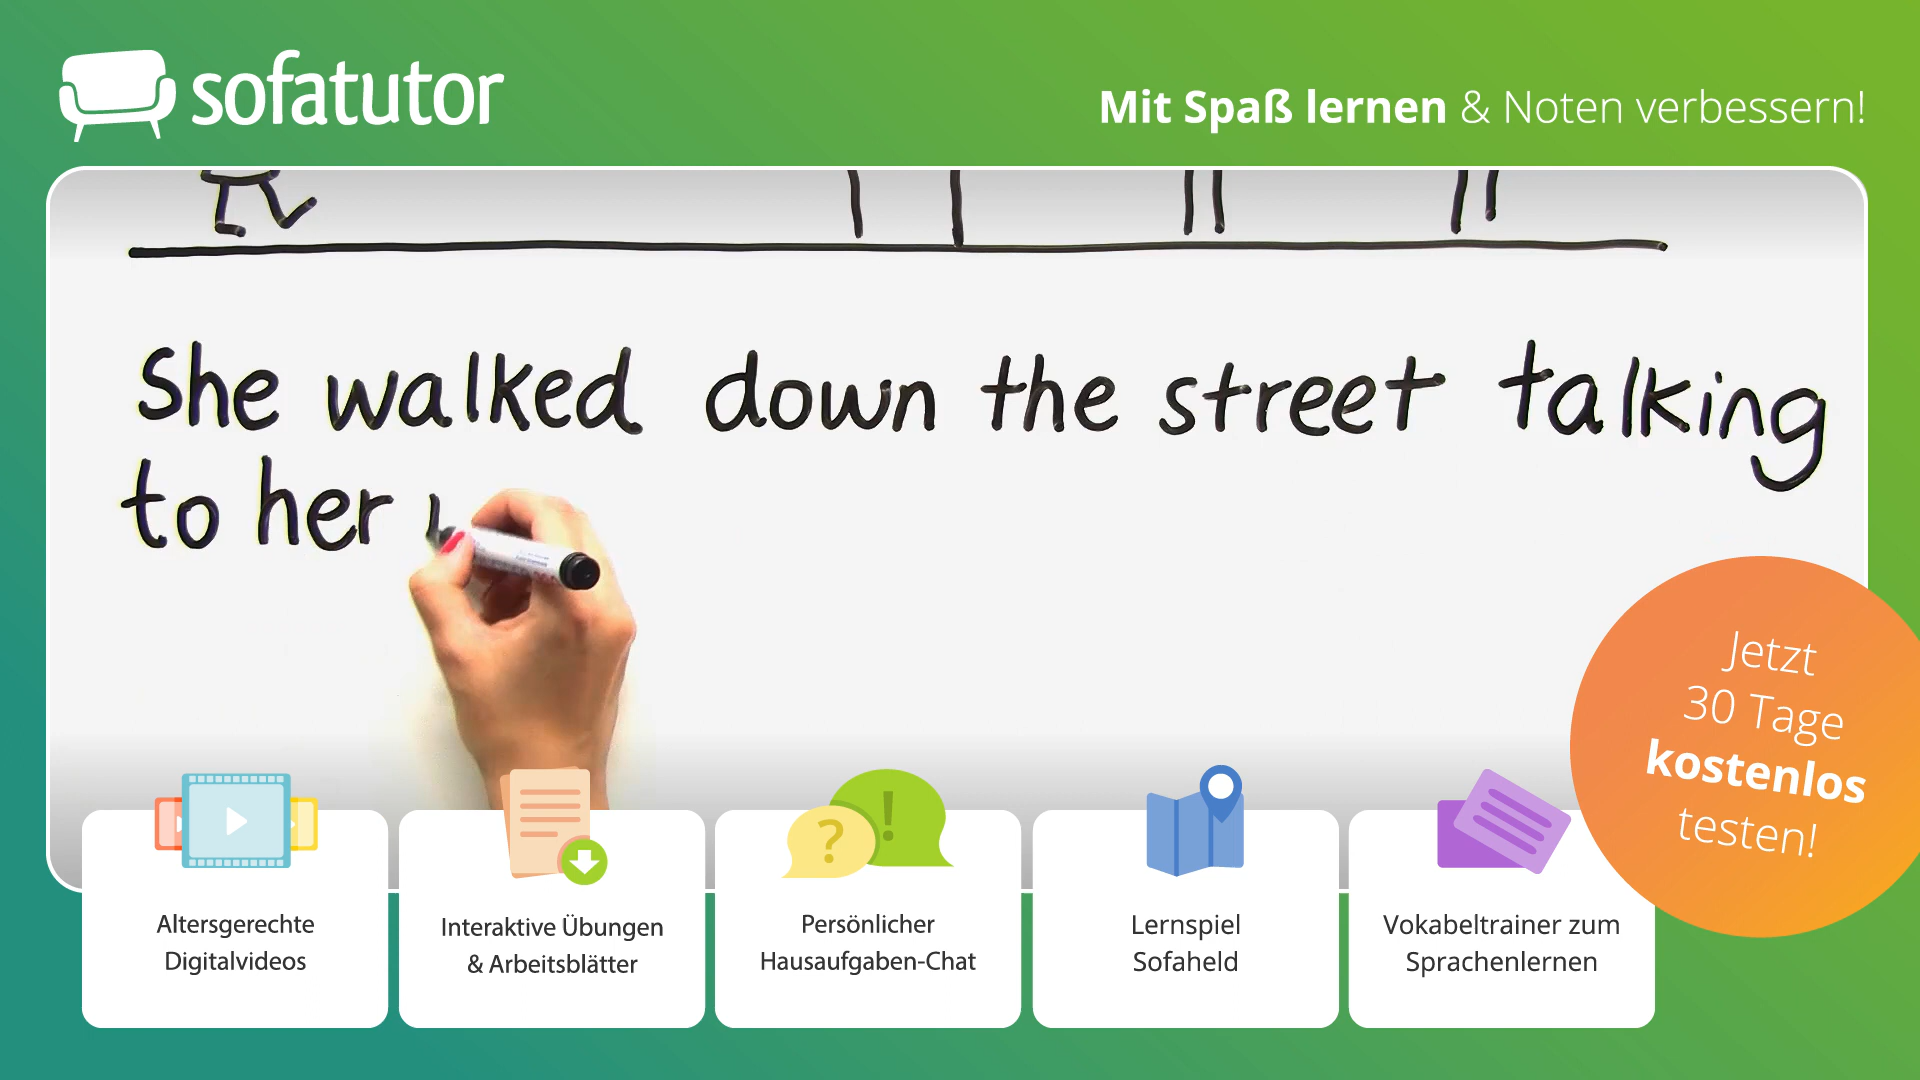 sofatutor
Mit Spaß lernen & Noten verbessern!
She walked down the street talking
to her
Jetzt
30 Tage
kostenlos
testen!
?
!
Altersgerechte
Digitalvideos
Interaktive Übungen
& Arbeitsblätter
Persönlicher
Hausaufgaben-Chat
Lernspiel
Sofaheld
Vokabeltrainer zum
Sprachenlernen